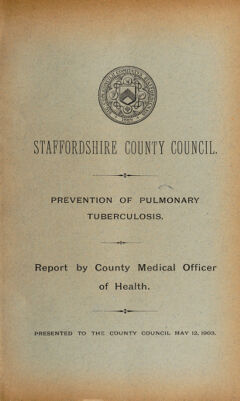 STAFFORDSHIRE COUNTY COUNCIL.
PREVENTION OF PULMONARY
TUBERCULOSIS.
Report by County Medical Officer
of Health.
PRESENTED TO THE COUNTY COUNCIL MAY 12, 1903.